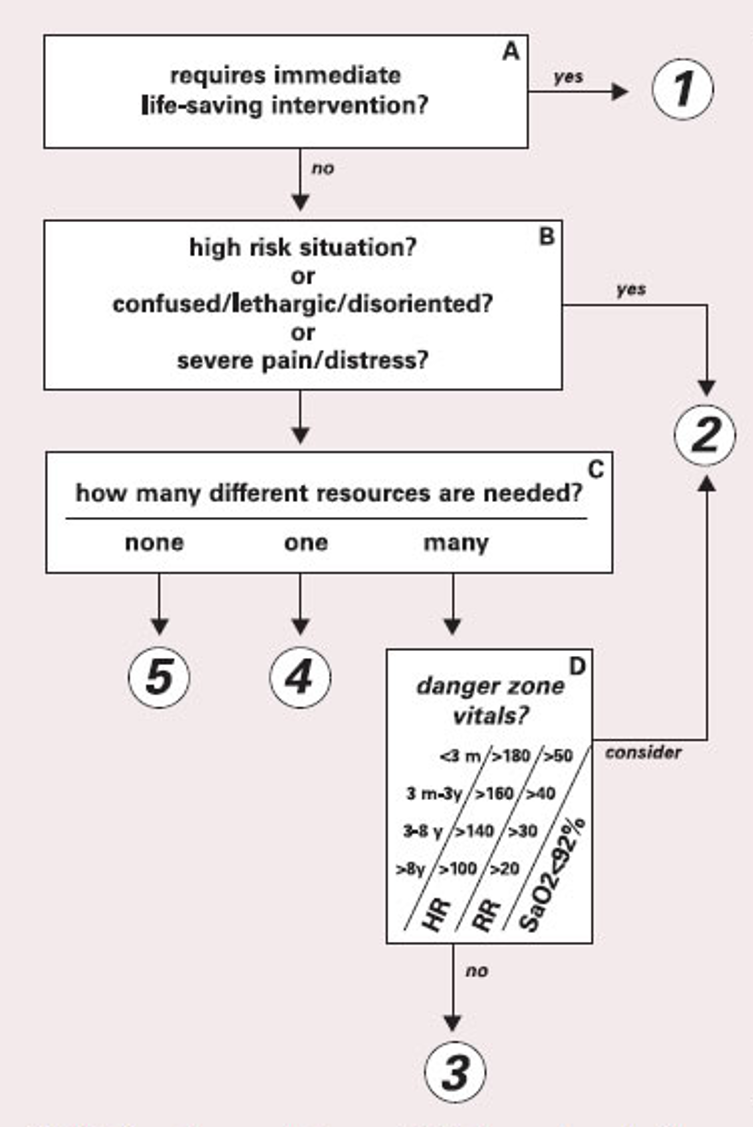 A
requires immediate
life-saving intervention?
yes
1
no
B
high risk situation?
or
confused/lethargic/disoriented?
or
severe pain/distress?
yes
2
C
how many different resources are needed?
none one many
5
4
D
danger zone
vitals?
<3 m >180 >50
3 m-3y >160 >40
3-8 y >140 >30
>8y >100 >20
HR RR SaO2<92%
consider
no
3